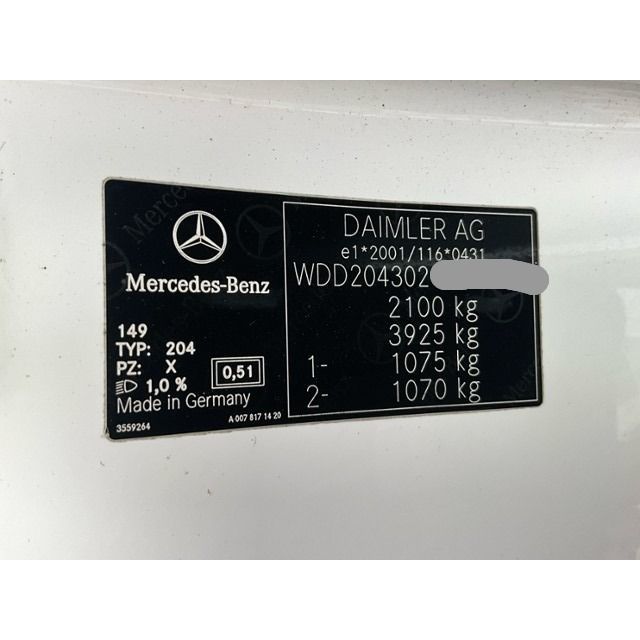 Mercedes-Benz
149
TYP: 204
PZ: X
1,0 %
0,51
Made in Germany
3559264
A 007 817 14 20
DAIMLER AG
e1*2001/116*0431
WDD204302
2100 kg
3925 kg
1- 1075 kg
2- 1070 kg